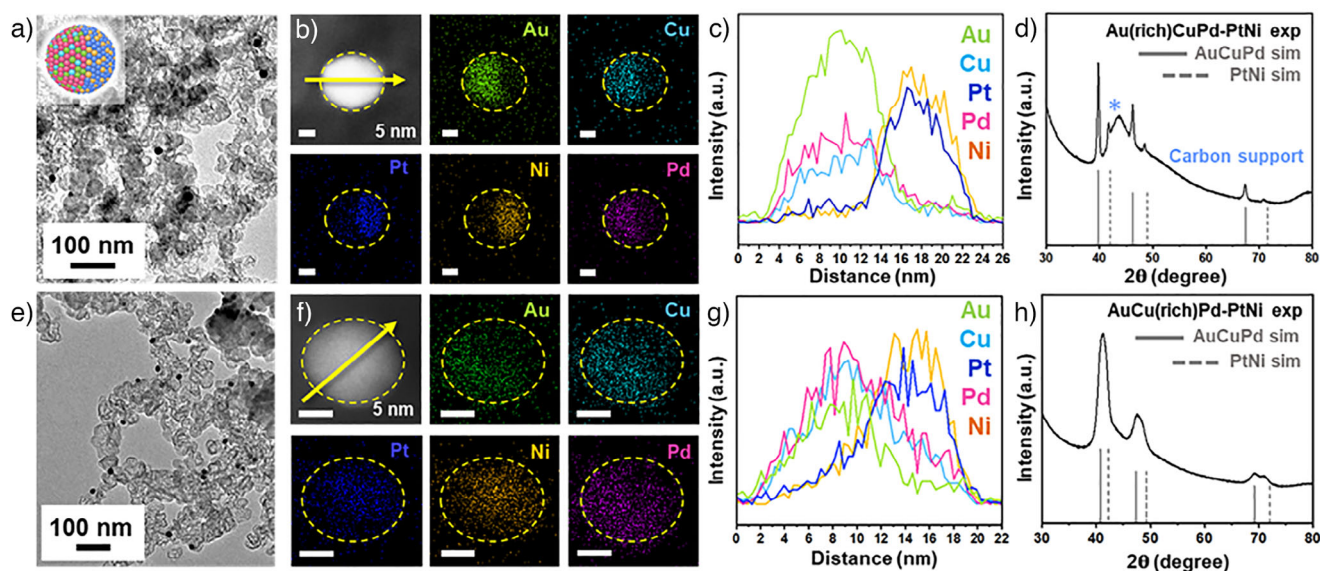 a)
100 nm
b)
5 nm
Au
Cu
Pt
Ni
Pd
c)
Intensity (a.u.)
Au
Cu
Pt
Pd
Ni
0 2 4 6 8 10 12 14 16 18 20 22 24 26
Distance (nm)
d)
Intensity (a.u.)
Au(rich)CuPd-PtNi exp
AuCuPd sim
PtNi sim
*
Carbon support
30 40 50 60 70 80
2θ (degree)
e)
100 nm
f)
5 nm
Au
Cu
Pt
Ni
Pd
g)
Intensity (a.u.)
Au
Cu
Pt
Pd
Ni
0 2 4 6 8 10 12 14 16 18 20 22
Distance (nm)
h)
Intensity (a.u.)
AuCu(rich)Pd-PtNi exp
AuCuPd sim
PtNi sim
30 40 50 60 70 80
2θ (degree)